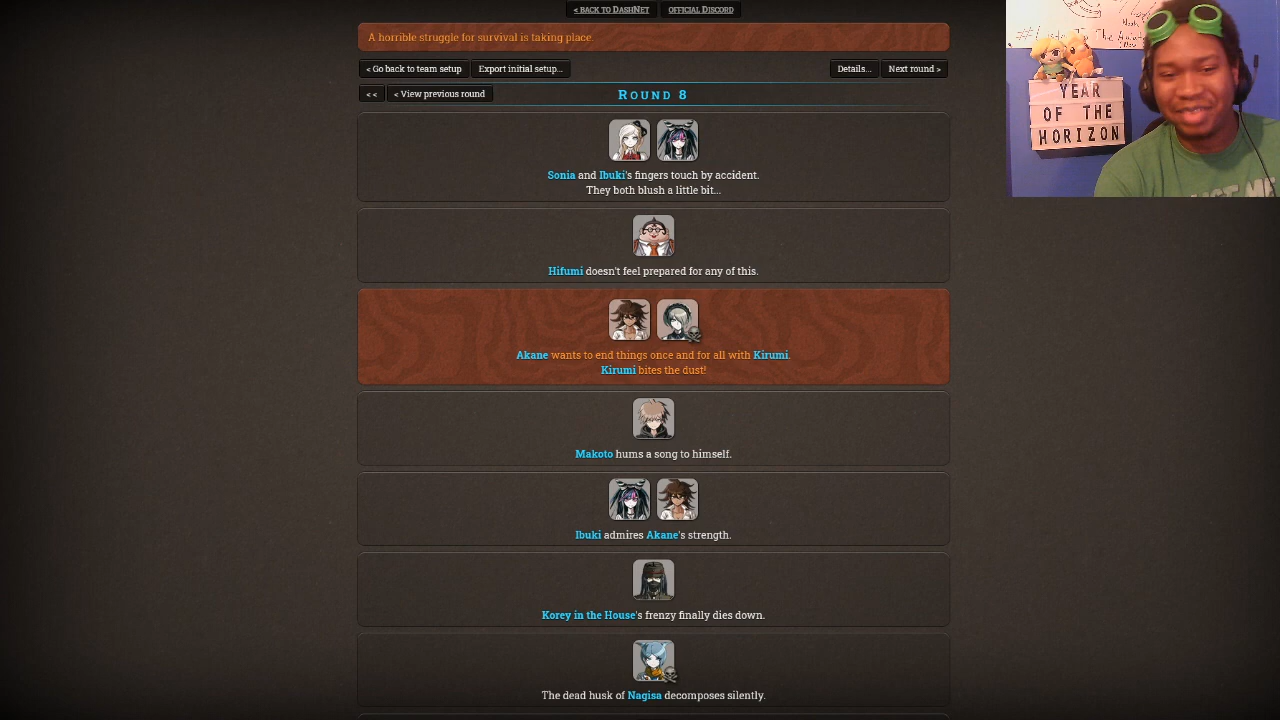 < BACK TO DASHNET
OFFICIAL DISCORD
A horrible struggle for survival is taking place.
< Go back to team setup
Export initial setup...
Details...
Next round >
<<
< View previous round
ROUND 8
Sonia and Ibuki's fingers touch by accident.
They both blush a little bit...
Hifumi doesn't feel prepared for any of this.
Akane wants to end things once and for all with Kirumi.
Kirumi bites the dust!
Makoto hums a song to himself.
Ibuki admires Akane's strength.
Korey in the House's frenzy finally dies down.
The dead husk of Nagisa decomposes silently.
YEAR
OF THE
HORIZON